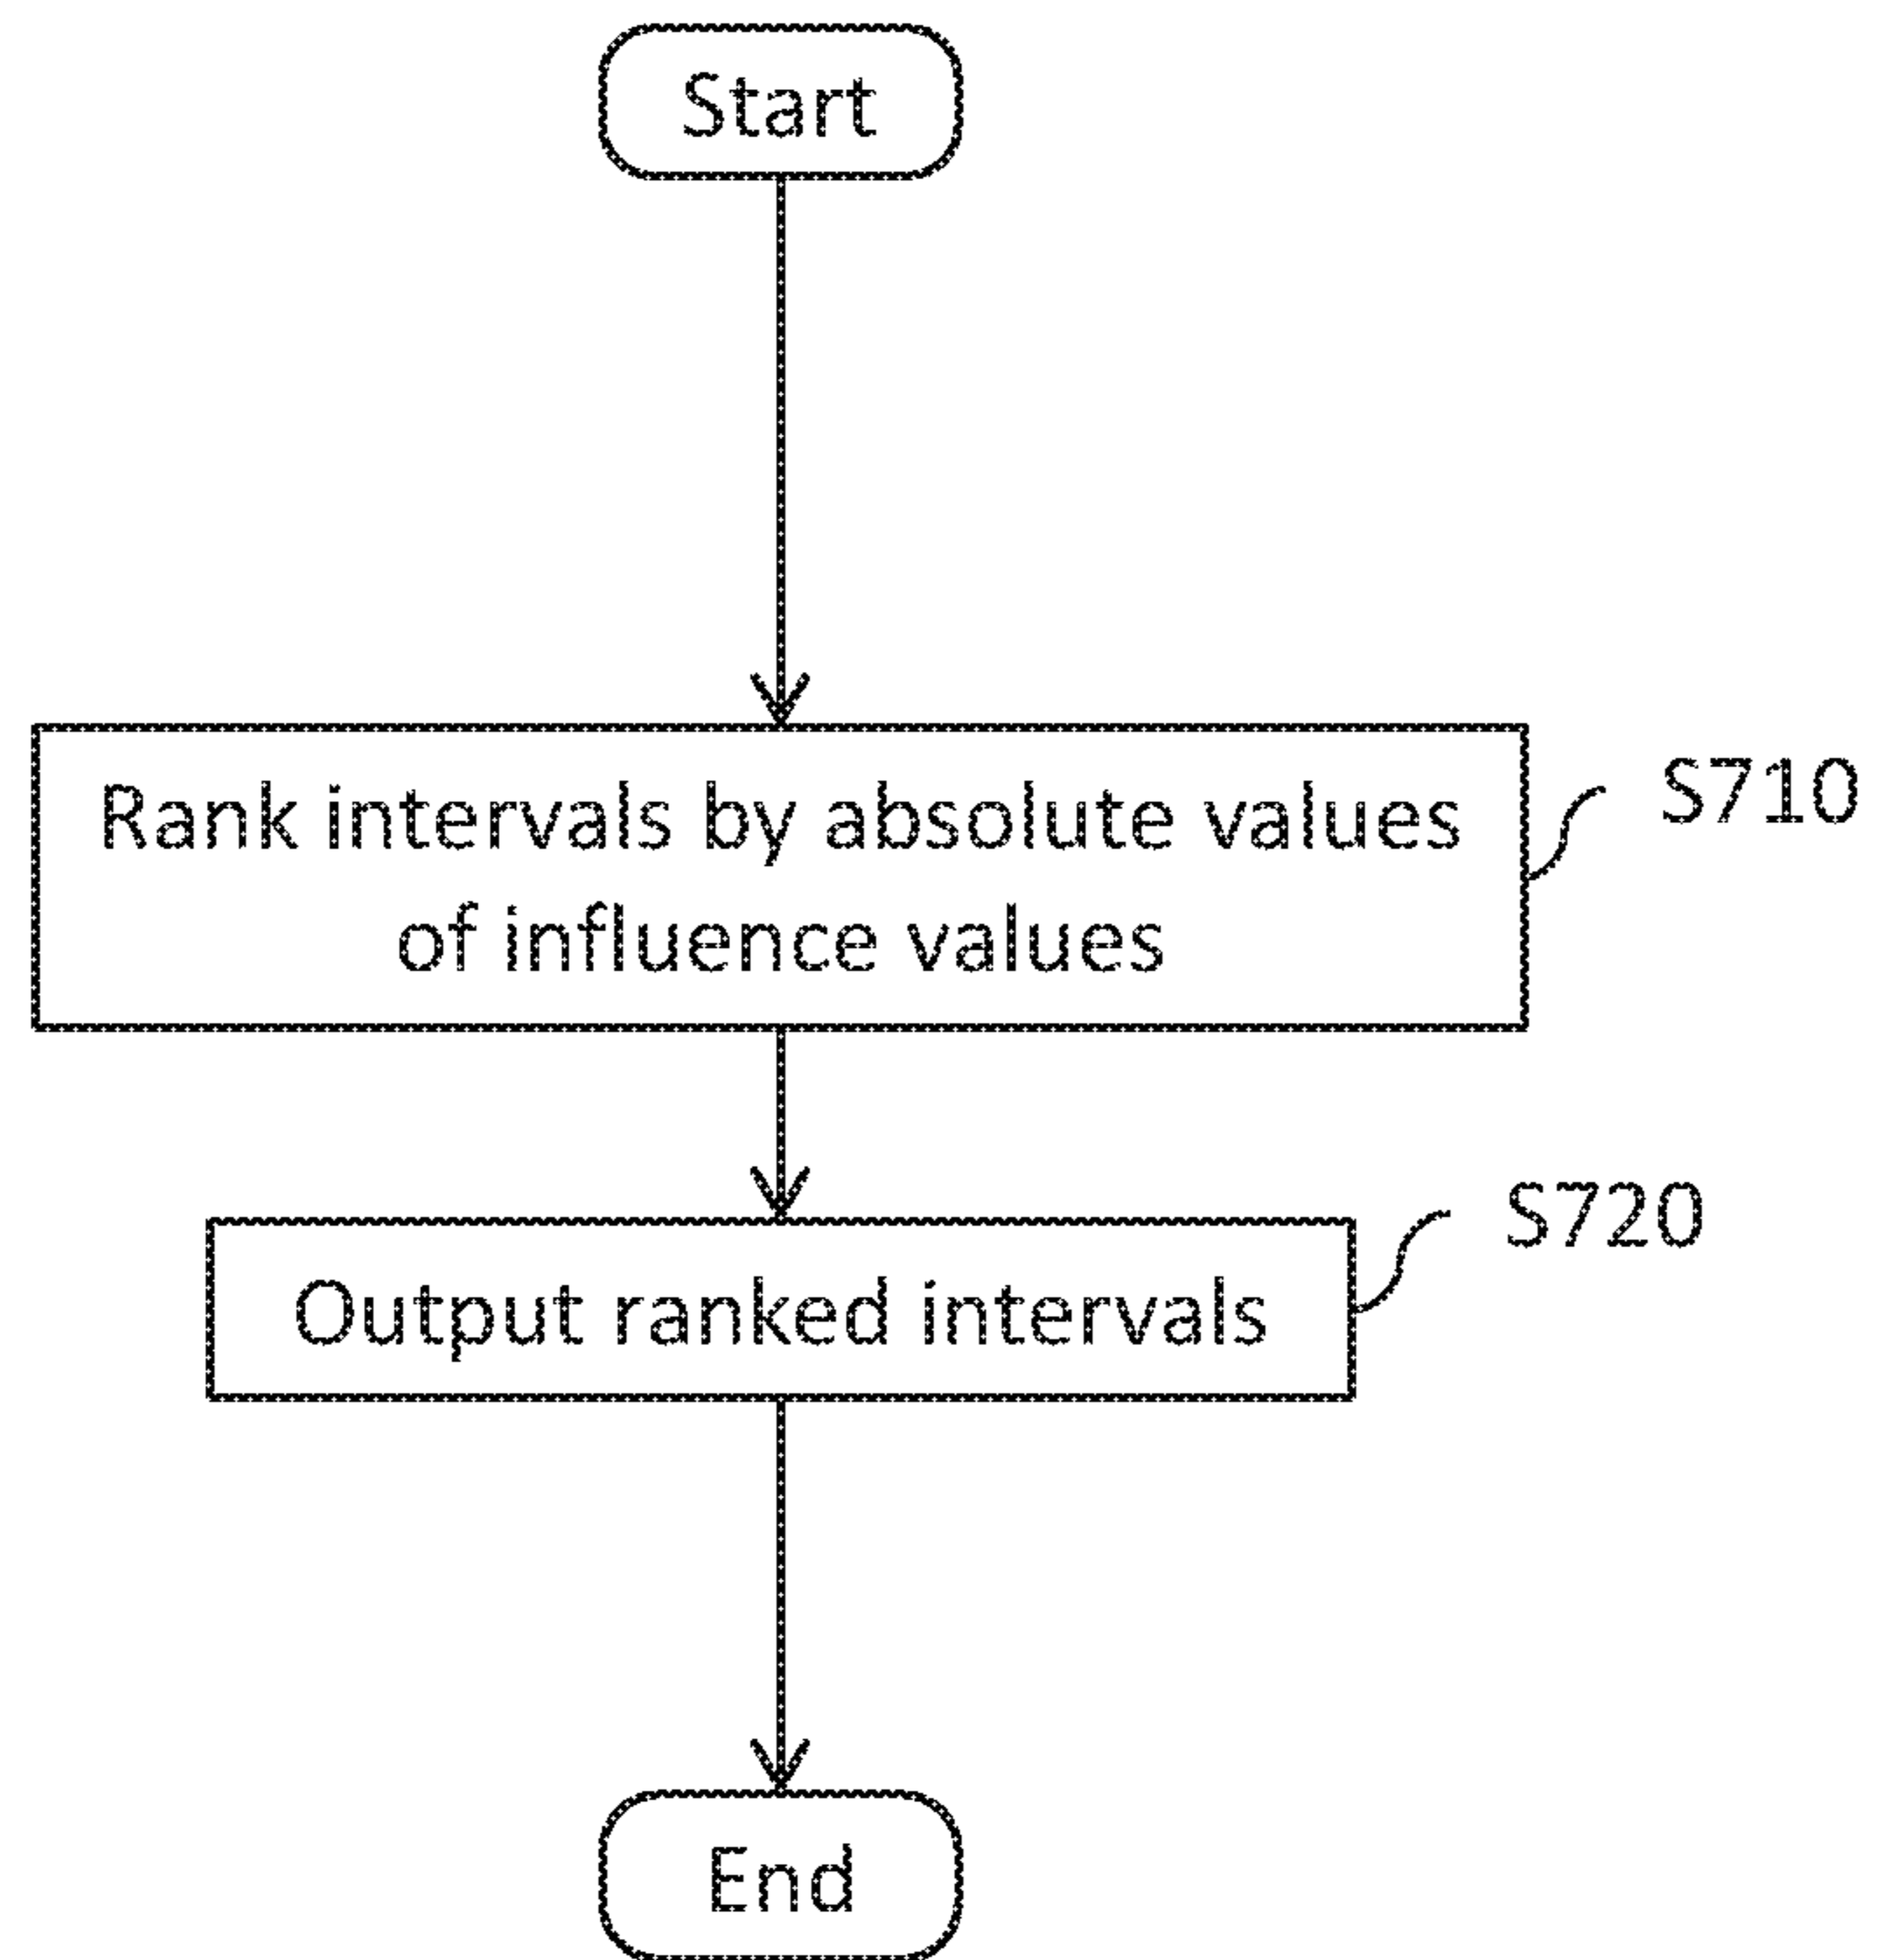 Start
Rank intervals by absolute values
of influence values
S710
Output ranked intervals
S720
End